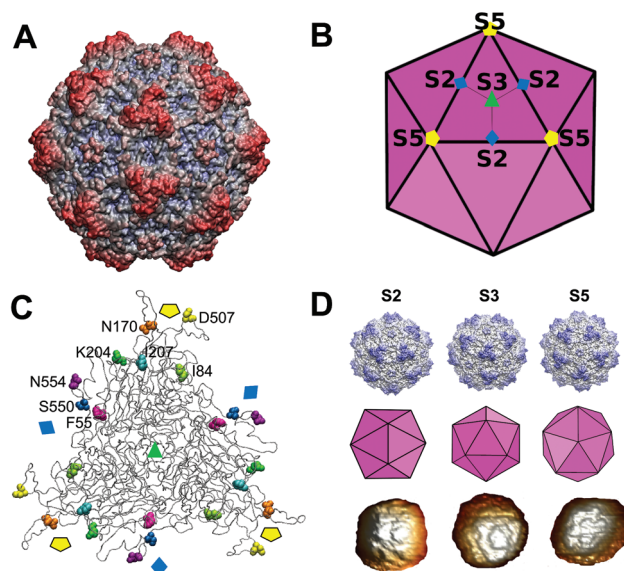 A
B
S5
S2 S3 S2
S5 S5
S2
C
N170
D507
K204 I207
I84
N554
S550
F55
D
S2 S3 S5